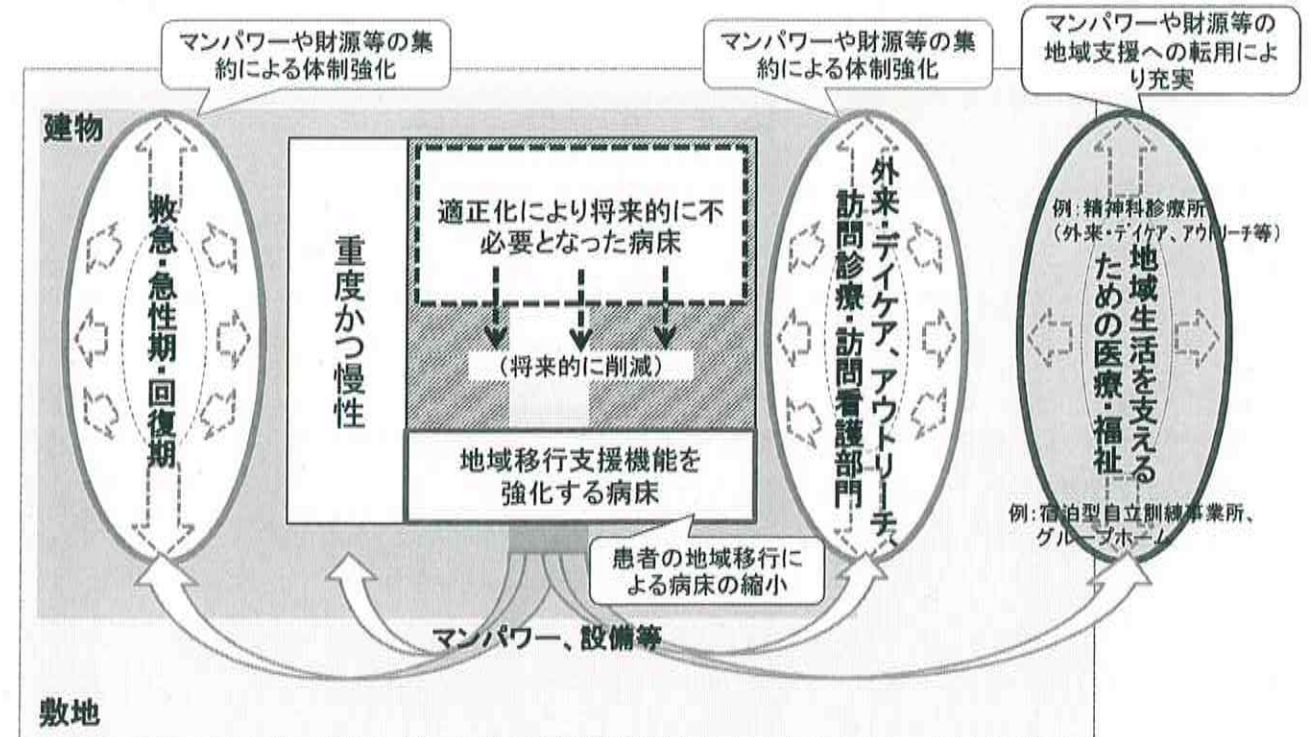 マンパワーや財源等の集
約による体制強化
マンパワーや財源等の集
約による体制強化
マンパワーや財源等の
地域支援への転用によ
り充実
建物
救急・急性期・回復期
重度かつ慢性
適正化により将来的に不
必要となった病床
(将来的に削減)
地域移行支援機能を
強化する病床
患者の地域移行に
よる病床の縮小
外来・デイケア、アウトリーチ、
訪問診療・訪問看護部門
例:精神科診療所
(外来・デイケア、アウトリーチ等)
地域生活を支える
ための医療・福祉
例:宿泊型自立訓練事業所、
グループホーム
マンパワー、設備等
敷地